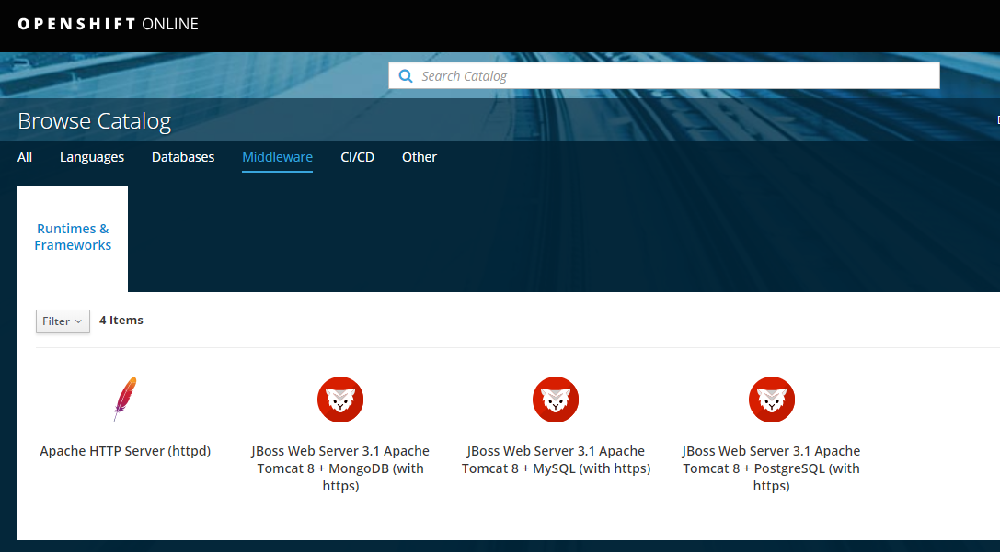 OPENSHIFT ONLINE
Search Catalog
Browse Catalog
All Languages Databases Middleware CI/CD Other
Runtimes &
Frameworks
Filter 4 Items
Apache HTTP Server (httpd)
JBoss Web Server 3.1 Apache
Tomcat 8 + MongoDB (with
https)
JBoss Web Server 3.1 Apache
Tomcat 8 + MySQL (with https)
JBoss Web Server 3.1 Apache
Tomcat 8 + PostgreSQL (with
https)